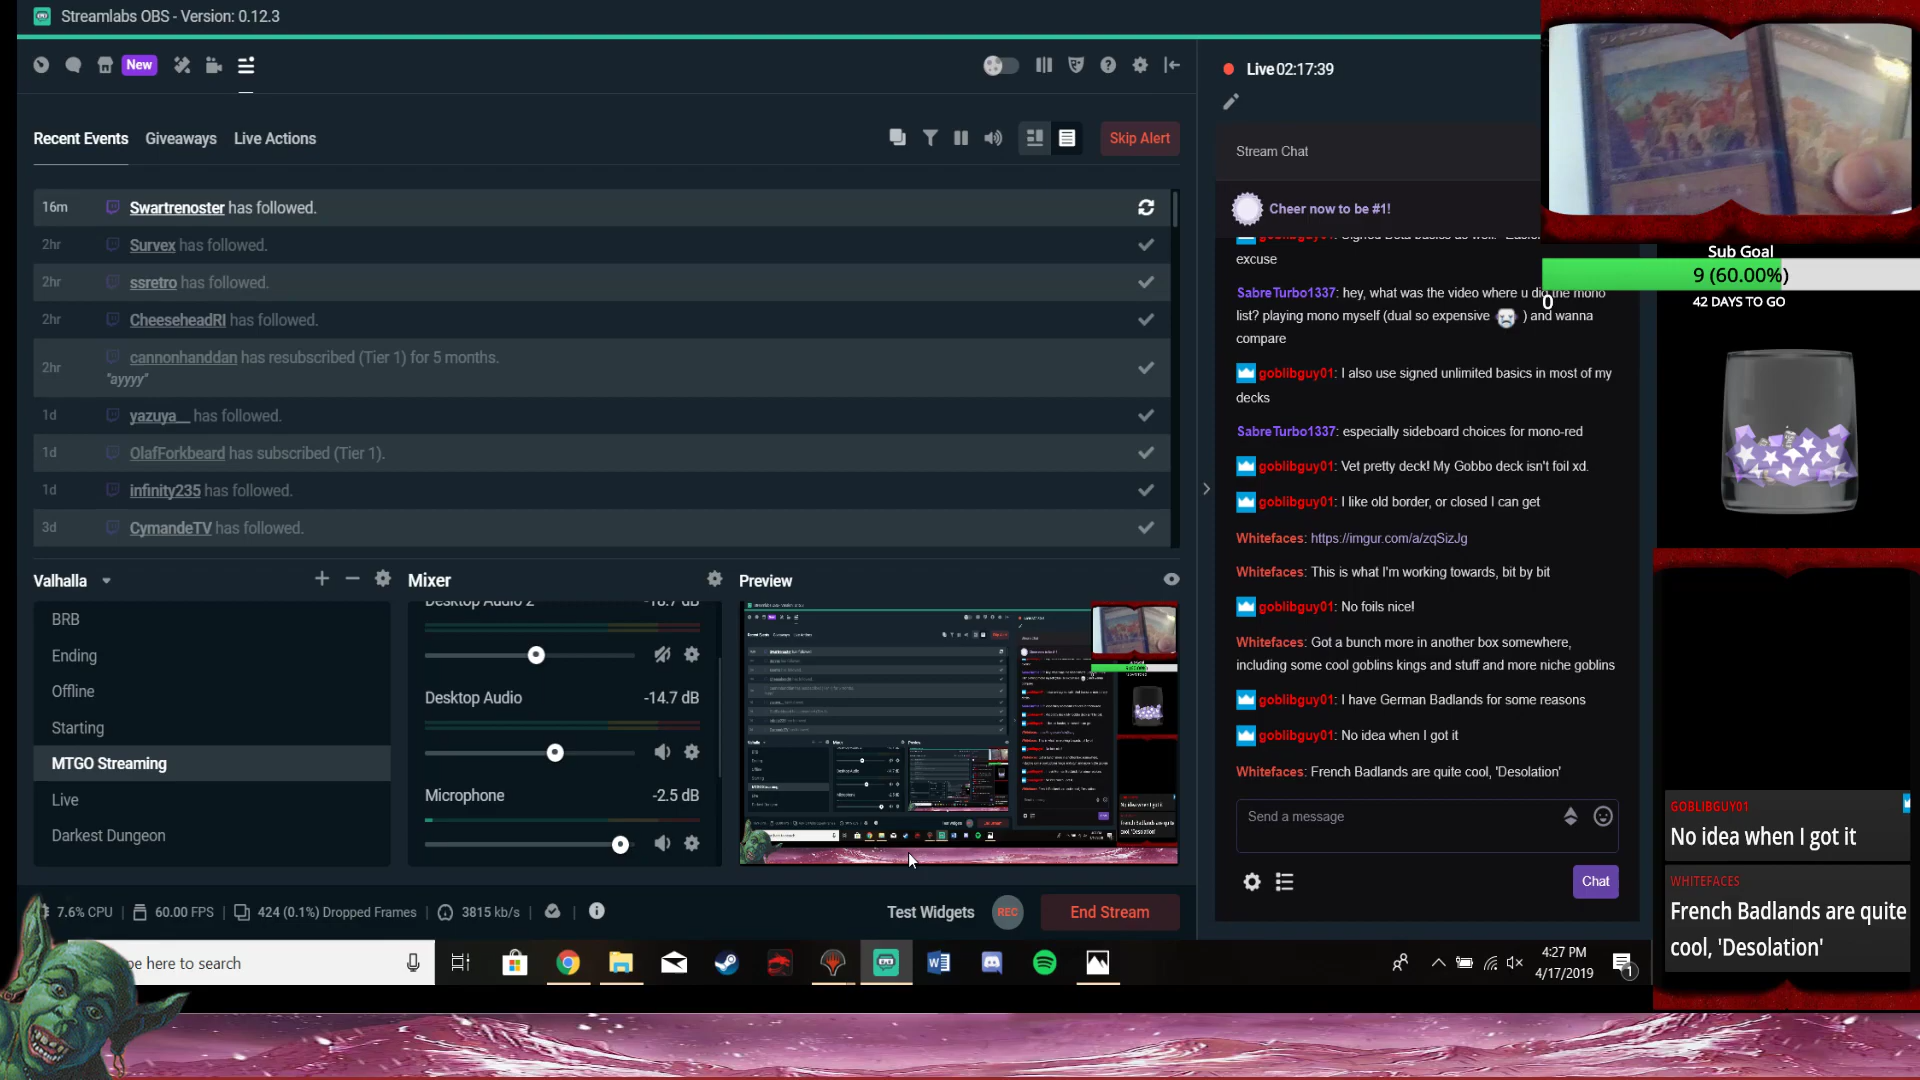 Streamlabs OBS - Version: 0.12.3
New
Recent Events
Giveaways
Live Actions
Skip Alert
16m Swartrenoster has followed.
2hr Survex has followed.
2hr ssretro has followed.
2hr CheeseheadRI has followed.
2hr cannonhanddan has resubscribed (Tier 1) for 5 months.
"ayyyy"
1d yazuya__ has followed.
1d OlafForkbeard has subscribed (Tier 1).
1d infinity235 has followed.
3d CymandeTV has followed.
Valhalla
BRB
Ending
Offline
Starting
MTGO Streaming
Live
Darkest Dungeon
Mixer
Desktop Audio 2 -18.7 dB
Desktop Audio -14.7 dB
Microphone -2.5 dB
Preview
7.6% CPU
60.00 FPS
424 (0.1%) Dropped Frames
3815 kb/s
Test Widgets
REC
End Stream
Live 02:17:39
Stream Chat
Cheer now to be #1!
excuse
SabreTurbo1337: hey, what was the video where u did the mono
list? playing mono myself (dual so expensive ) and wanna
compare
goblibguy01: I also use signed unlimited basics in most of my
decks
SabreTurbo1337: especially sideboard choices for mono-red
goblibguy01: Vet pretty deck! My Gobbo deck isn't foil xd.
goblibguy01: I like old border, or closed I can get
Whitefaces: https://imgur.com/a/zqSizJg
Whitefaces: This is what I'm working towards, bit by bit
goblibguy01: No foils nice!
Whitefaces: Got a bunch more in another box somewhere,
including some cool goblins kings and stuff and more niche goblins
goblibguy01: I have German Badlands for some reasons
goblibguy01: No idea when I got it
Whitefaces: French Badlands are quite cool, 'Desolation'
Send a message
Chat
Sub Goal
9 (60.00%)
0
42 DAYS TO GO
GOBLIBGUY01
No idea when I got it
WHITEFACES
French Badlands are quite
cool, 'Desolation'
pe here to search
4:27 PM
4/17/2019
1